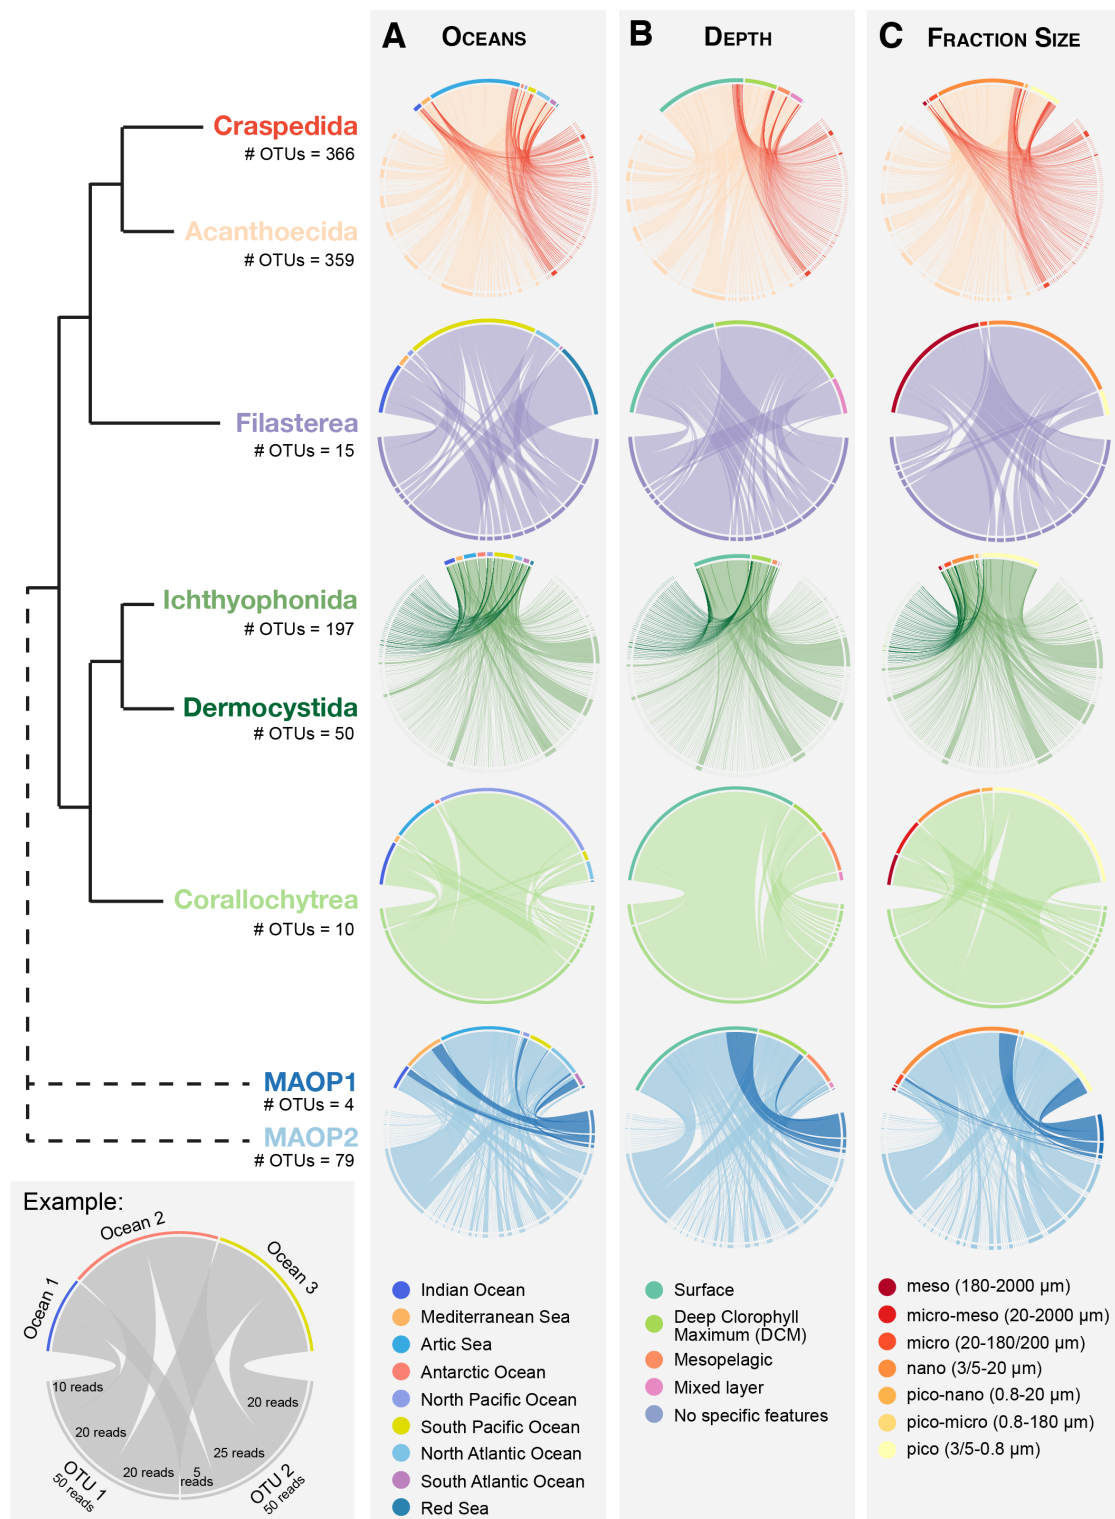 A OCEANS
B DEPTH
C FRACTION SIZE
Craspedida
# OTUs = 366
Acanthoecida
# OTUs = 359
Filasterea
# OTUs = 15
Ichthyophonida
# OTUs = 197
Dermocystida
# OTUs = 50
Corallochytrea
# OTUs = 10
MAOP1
# OTUs = 4
MAOP2
# OTUs = 79
Example:
Ocean 1
Ocean 2
Ocean 3
10 reads
20 reads
20 reads
5
reads
25 reads
20 reads
OTU 1
50 reads
OTU 2
50 reads
Indian Ocean
Mediterranean Sea
Artic Sea
Antarctic Ocean
North Pacific Ocean
South Pacific Ocean
North Atlantic Ocean
South Atlantic Ocean
Red Sea
Surface
Deep Clorophyll
Maximum (DCM)
Mesopelagic
Mixed layer
No specific features
meso (180-2000 µm)
micro-meso (20-2000 µm)
micro (20-180/200 µm)
nano (3/5-20 µm)
pico-nano (0.8-20 µm)
pico-micro (0.8-180 µm)
pico (3/5-0.8 µm)